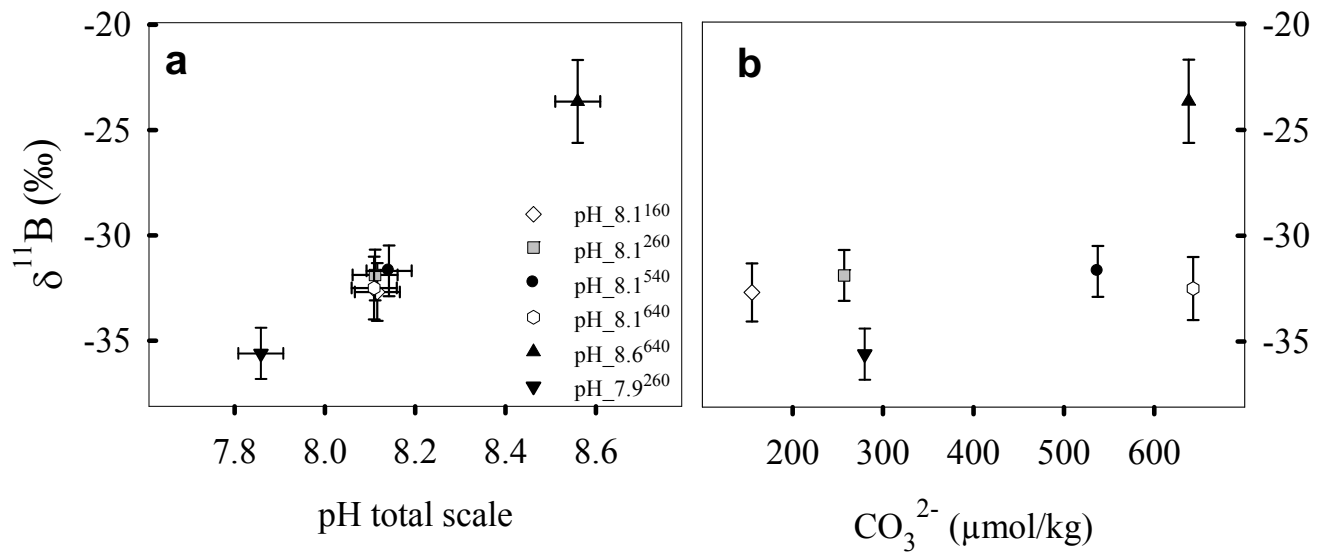 a
-20
-25
-30
-35
δ¹¹B (‰)
7.8 8.0 8.2 8.4 8.6
pH total scale
pH_8.1¹⁶⁰
pH_8.1²⁶⁰
pH_8.1⁵⁴⁰
pH_8.1⁶⁴⁰
pH_8.6⁶⁴⁰
pH_7.9²⁶⁰
b
-20
-25
-30
-35
200 300 400 500 600
CO₃²⁻ (µmol/kg)